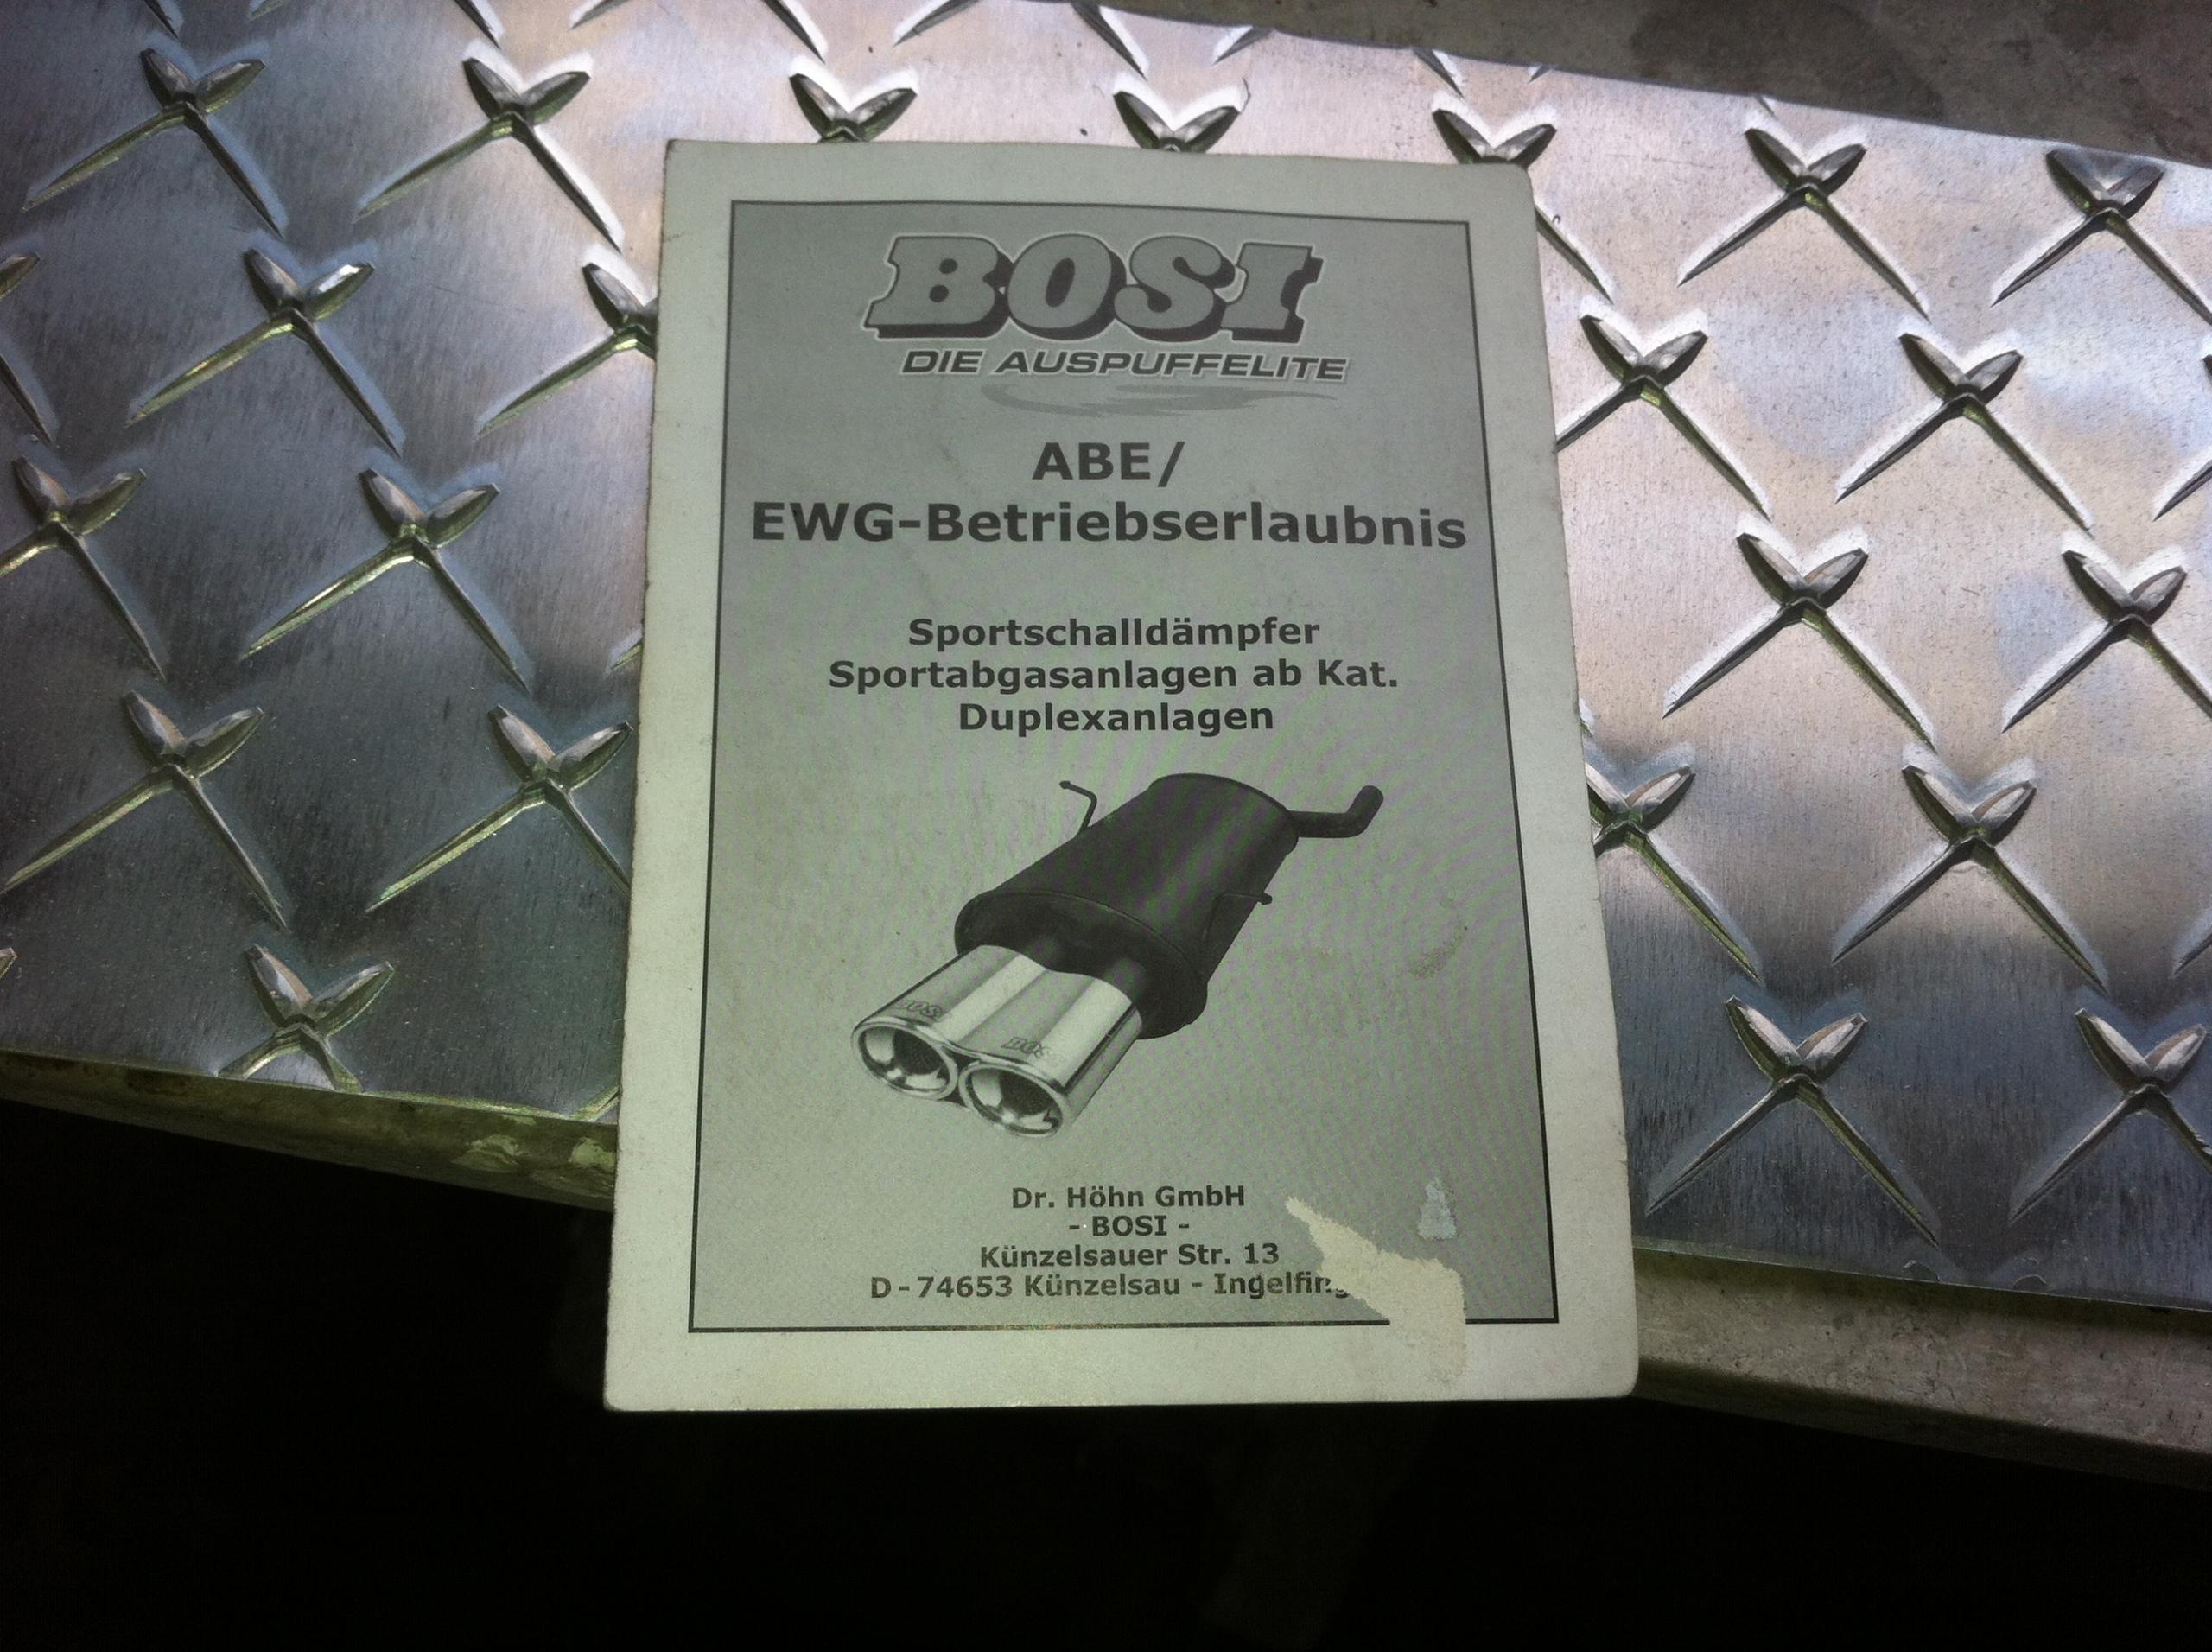 BOSI
DIE AUSPUFFELITE
ABE/
EWG-Betriebserlaubnis
Sportschalldämpfer
Sportabgasanlagen ab Kat.
Duplexanlagen
BOSI
BOSI
Dr. Höhn GmbH
- BOSI -
Künzelsauer Str. 13
D - 74653 Künzelsau -